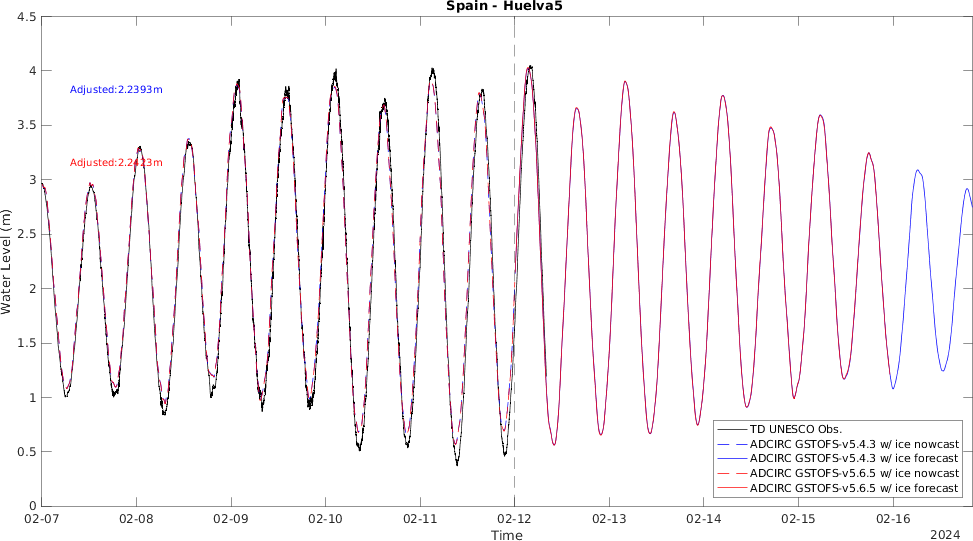 Spain - Huelva5
4.5
4
3.5
3
2.5
2
1.5
1
0.5
0
Water Level (m)
Adjusted:2.2393m
Adjusted:2.2423m
TD UNESCO Obs.
ADCIRC GSTOFS-v5.4.3 w/ ice nowcast
ADCIRC GSTOFS-v5.4.3 w/ ice forecast
ADCIRC GSTOFS-v5.6.5 w/ ice nowcast
ADCIRC GSTOFS-v5.6.5 w/ ice forecast
02-07 02-08 02-09 02-10 02-11 02-12 02-13 02-14 02-15 02-16
Time
2024